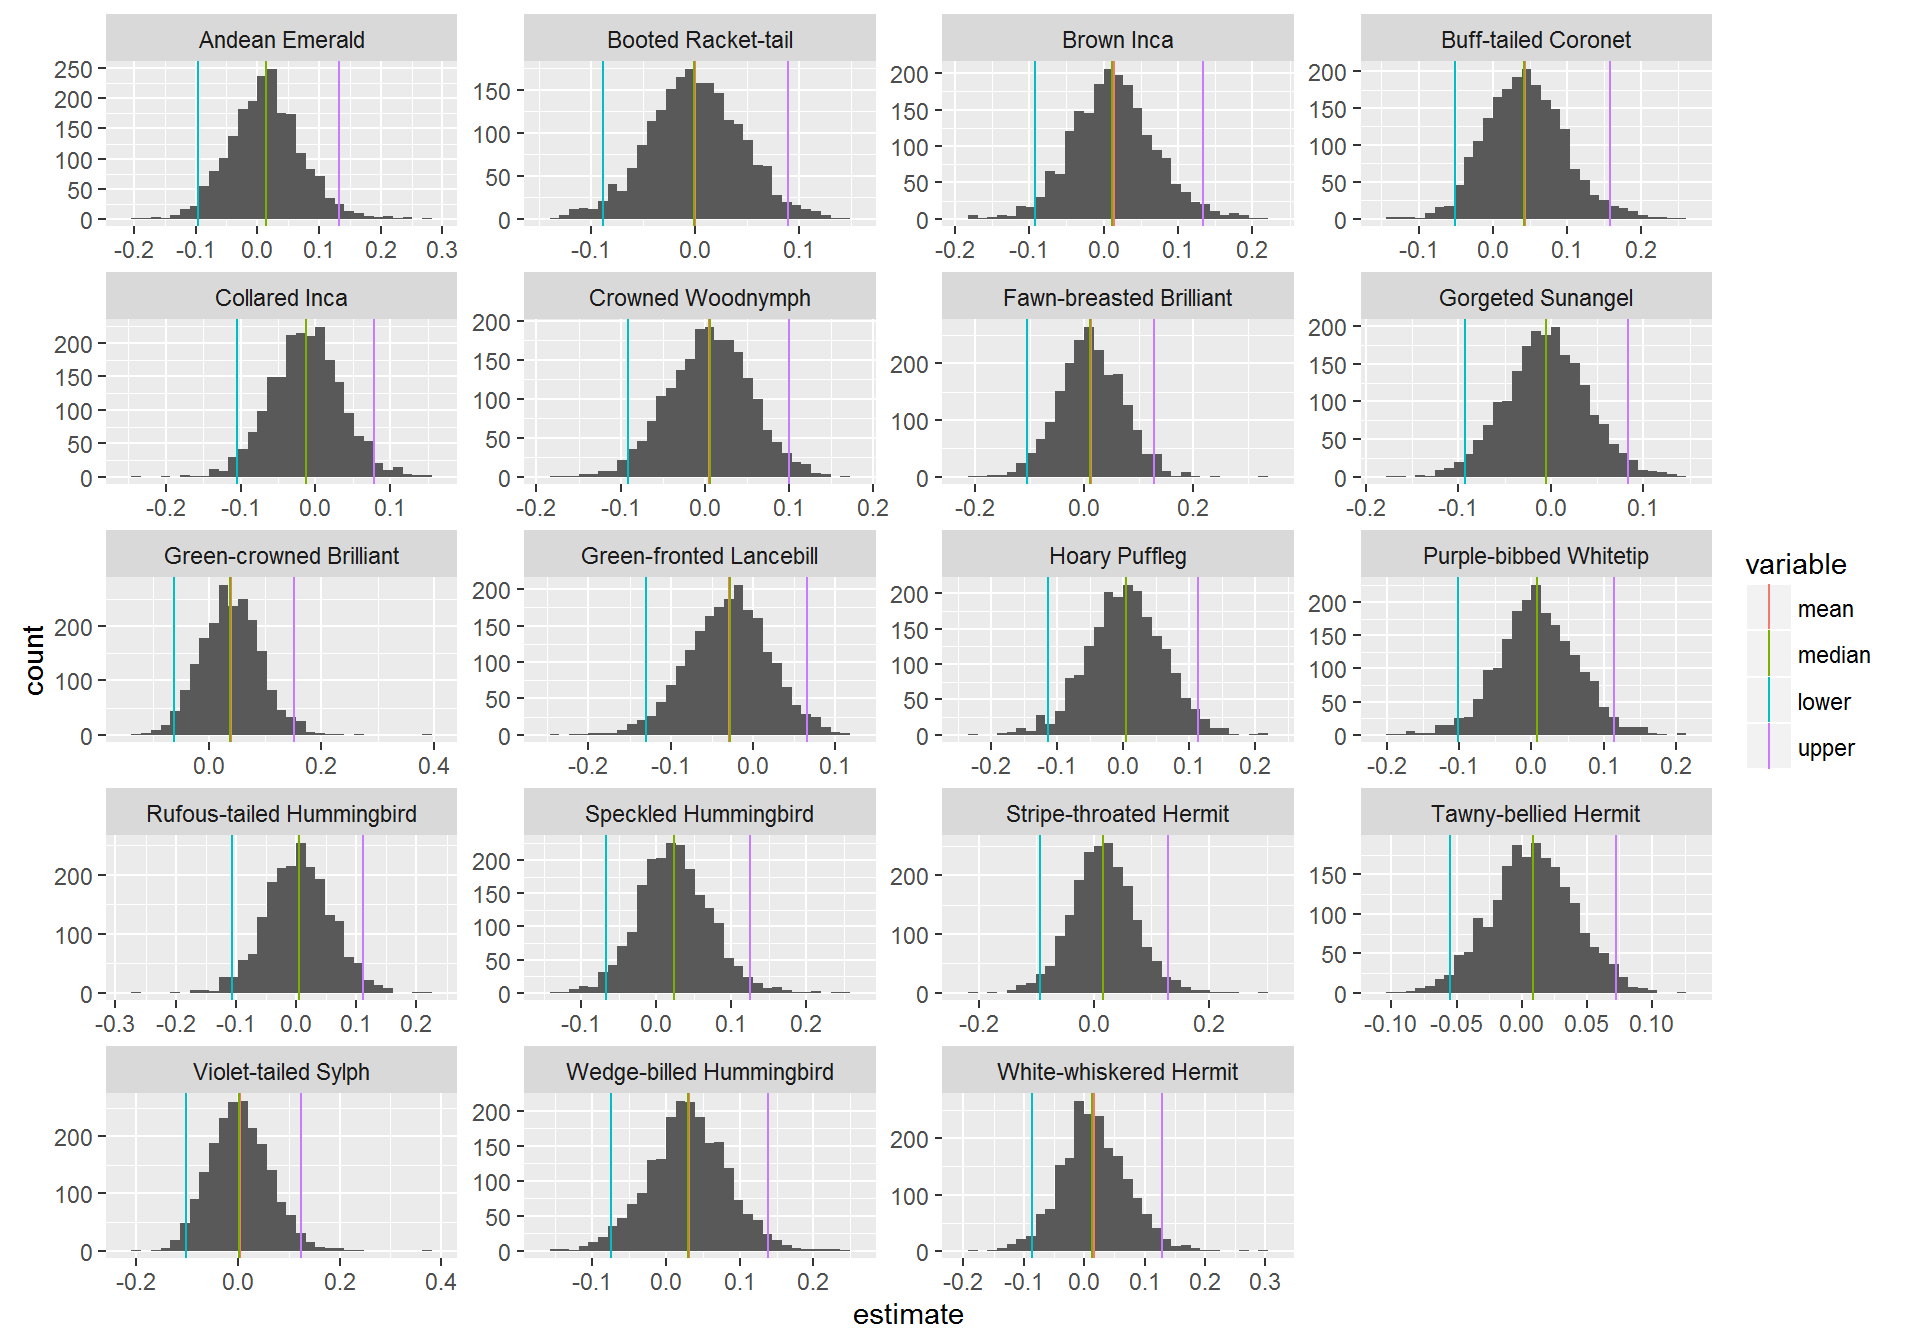 Andean Emerald
Booted Racket-tail
Brown Inca
Buff-tailed Coronet
250
200
150
100
50
0
150
100
50
0
200
150
100
50
0
200
150
100
50
0
-0.2 -0.1 0.0 0.1 0.2 0.3
-0.1 0.0 0.1
-0.2 -0.1 0.0 0.1 0.2
-0.1 0.0 0.1 0.2
Collared Inca
Crowned Woodnymph
Fawn-breasted Brilliant
Gorgeted Sunangel
200
150
100
50
0
200
150
100
50
0
200
100
0
200
150
100
50
0
-0.2 -0.1 0.0 0.1
-0.2 -0.1 0.0 0.1 0.2
-0.2 0.0 0.2
-0.2 -0.1 0.0 0.1
Green-crowned Brilliant
Green-fronted Lancebill
Hoary Puffleg
Purple-bibbed Whitetip
200
100
0
200
150
100
50
0
200
150
100
50
0
200
150
100
50
0
0.0 0.2 0.4
-0.2 -0.1 0.0 0.1
-0.2 -0.1 0.0 0.1 0.2
-0.2 -0.1 0.0 0.1 0.2
Rufous-tailed Hummingbird
Speckled Hummingbird
Stripe-throated Hermit
Tawny-bellied Hermit
200
100
0
200
150
100
50
0
200
100
0
150
100
50
0
-0.3 -0.2 -0.1 0.0 0.1 0.2
-0.1 0.0 0.1 0.2
-0.2 0.0 0.2
-0.10 -0.05 0.00 0.05 0.10
Violet-tailed Sylph
Wedge-billed Hummingbird
White-whiskered Hermit
200
100
0
200
150
100
50
0
200
100
0
-0.2 0.0 0.2 0.4
-0.1 0.0 0.1 0.2
-0.2 -0.1 0.0 0.1 0.2 0.3
count
estimate
variable
mean
median
lower
upper